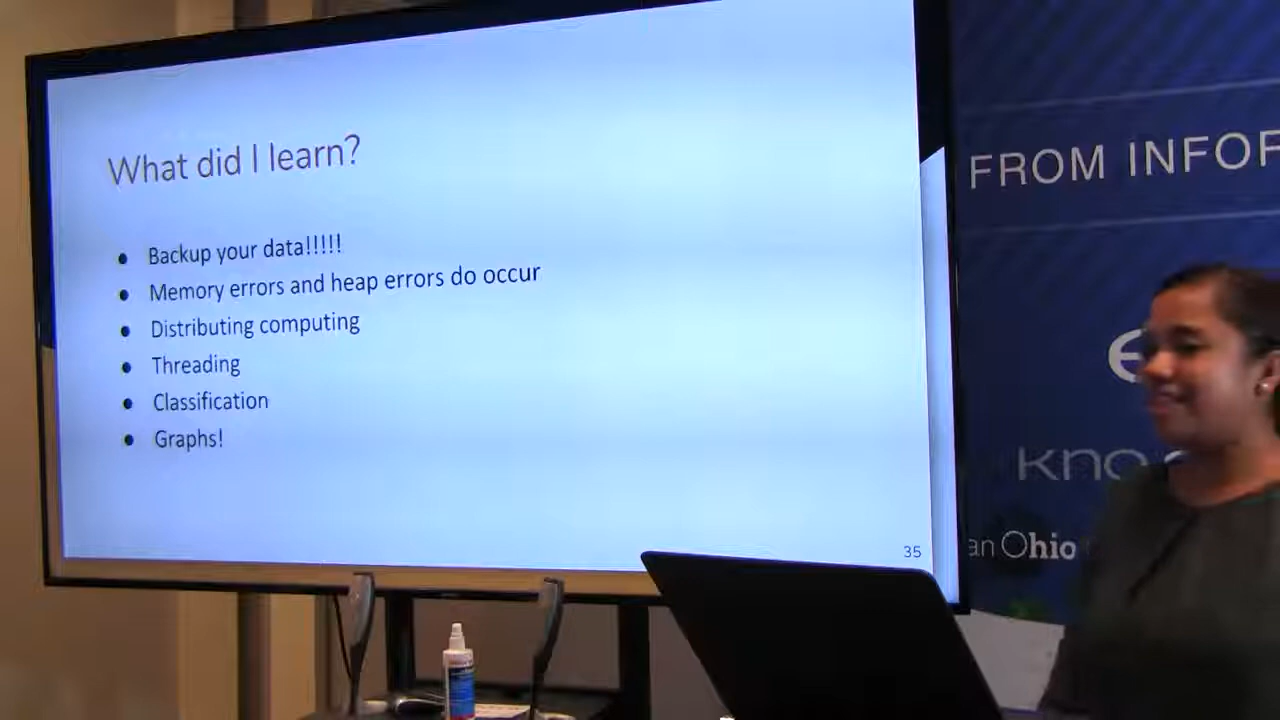 What did I learn?
Backup your data!!!!!
Memory errors and heap errors do occur
Distributing computing
Threading
Classification
Graphs!
35
FROM INFOR
kno
an Ohio